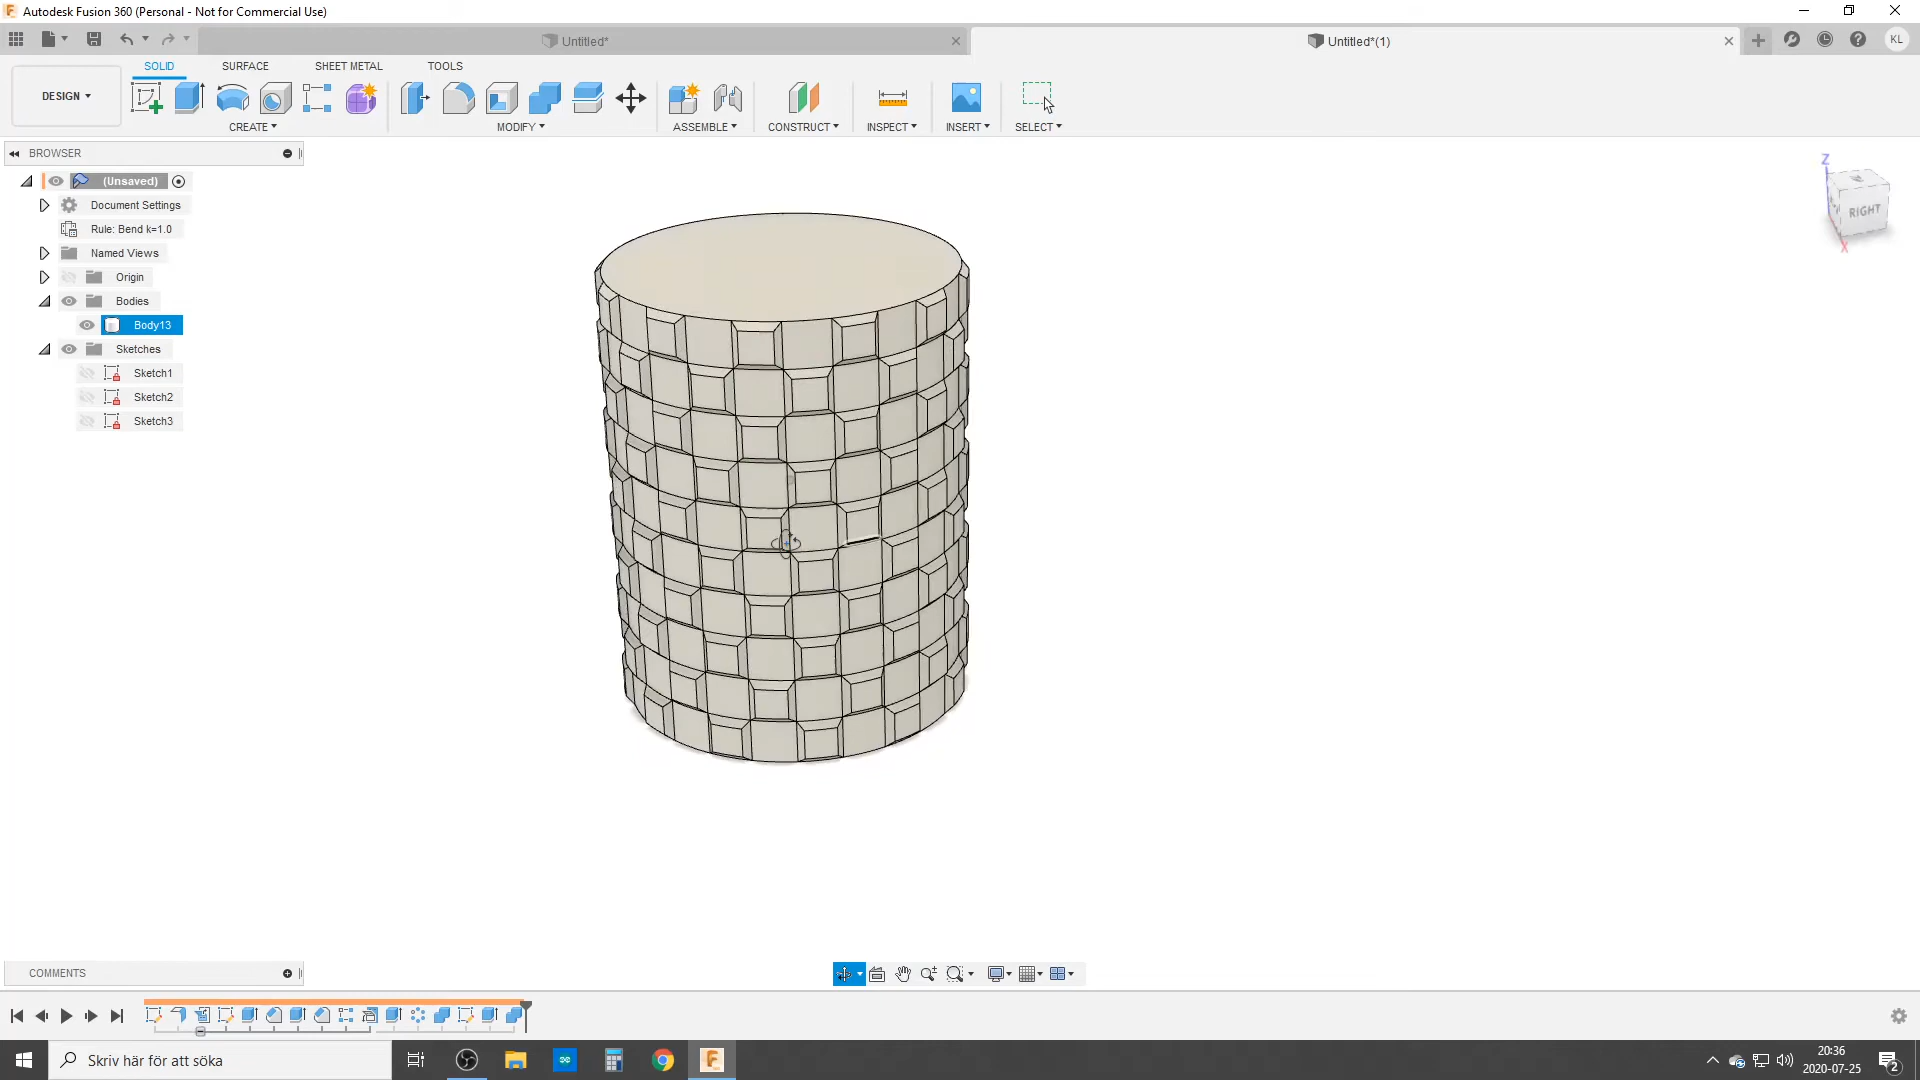 Autodesk Fusion 360 (Personal - Not for Commercial Use)
Untitled*
Untitled*(1)
KL
DESIGN
SOLID
SURFACE
SHEET METAL
TOOLS
CREATE
MODIFY
ASSEMBLE
CONSTRUCT
INSPECT
INSERT
SELECT
BROWSER
(Unsaved)
Document Settings
Rule: Bend k=1.0
Named Views
Origin
Bodies
Body13
Sketches
Sketch1
Sketch2
Sketch3
Z
RIGHT
X
COMMENTS
Skriv här för att söka
20:36
2020-07-25
2